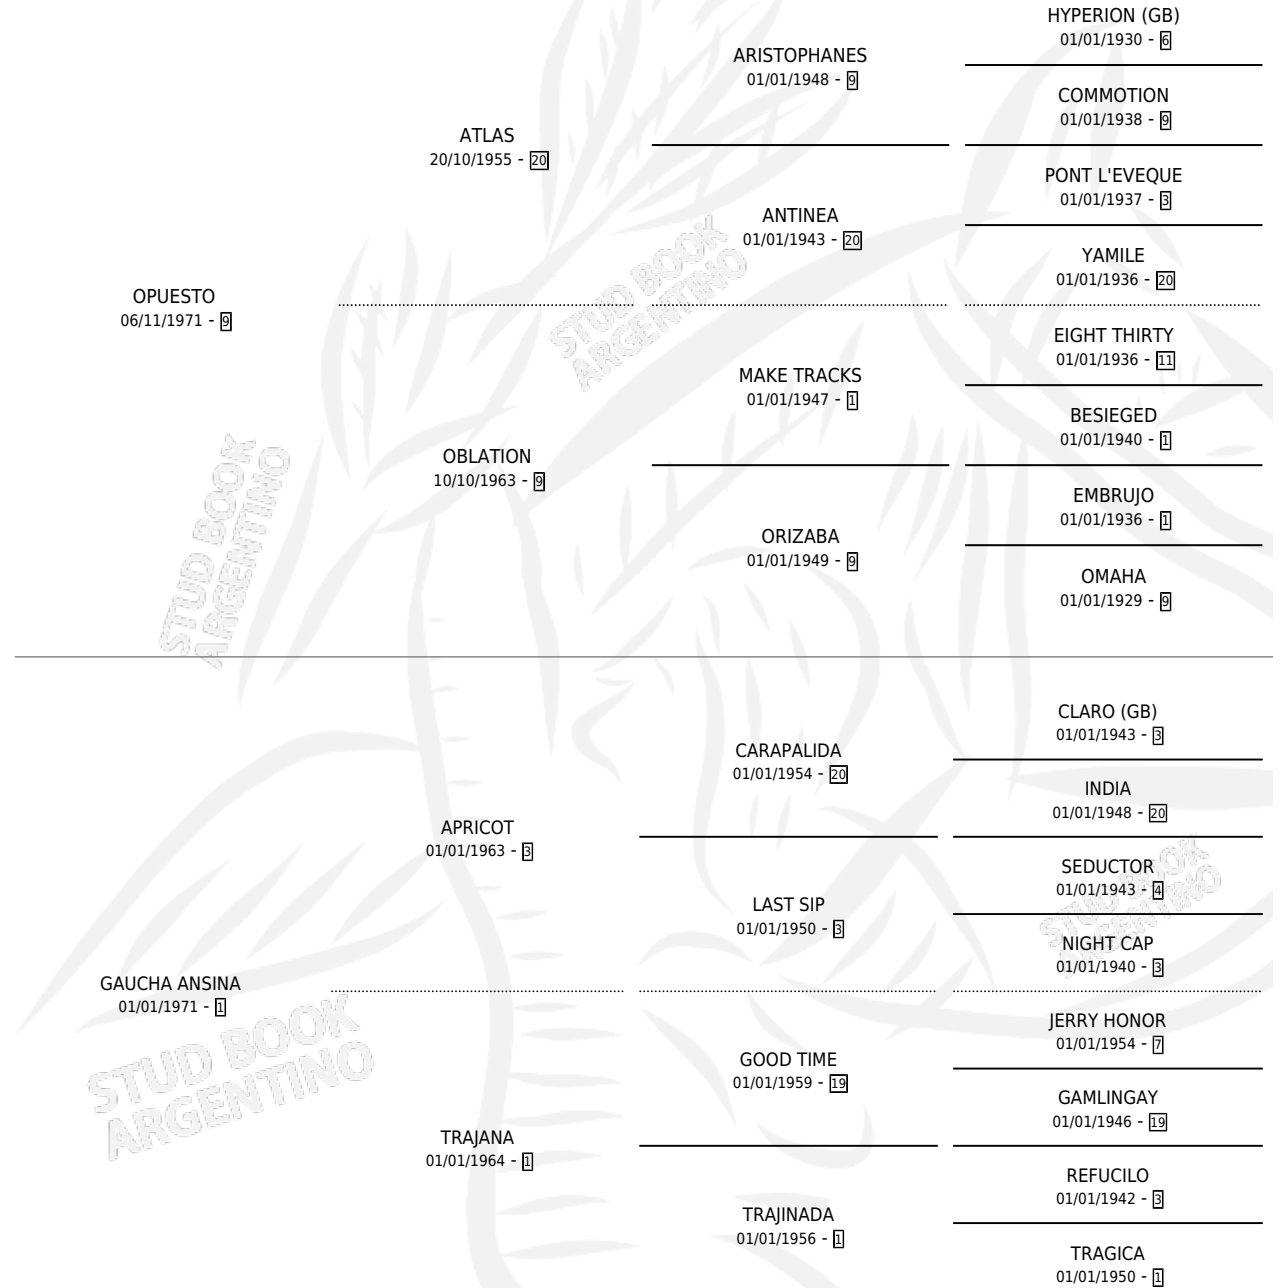 HYPERION (GB)
01/01/1930 - 6
ARISTOPHANES
01/01/1948 - 9
COMMOTION
01/01/1938 - 9
ATLAS
20/10/1955 - 20
PONT L'EVEQUE
01/01/1937 - 3
ANTINEA
01/01/1943 - 20
YAMILE
01/01/1936 - 20
OPUESTO
06/11/1971 - 9
EIGHT THIRTY
01/01/1936 - 11
MAKE TRACKS
01/01/1947 - 1
BESIEGED
01/01/1940 - 1
OBLATION
10/10/1963 - 9
EMBRUJO
01/01/1936 - 1
ORIZABA
01/01/1949 - 9
OMAHA
01/01/1929 - 9
STUD BOOK
ARGENTINO
STUD BOOK
ARGENTINO
CLARO (GB)
01/01/1943 - 3
CARAPALIDA
01/01/1954 - 20
INDIA
01/01/1948 - 20
APRICOT
01/01/1963 - 3
SEDUCTOR
01/01/1943 - 4
LAST SIP
01/01/1950 - 3
NIGHT CAP
01/01/1940 - 3
GAUCHA ANSINA
01/01/1971 - 1
JERRY HONOR
01/01/1954 - 7
GOOD TIME
01/01/1959 - 19
GAMLINGAY
01/01/1946 - 19
TRAJANA
01/01/1964 - 1
REFUCILO
01/01/1942 - 3
TRAJINADA
01/01/1956 - 1
TRAGICA
01/01/1950 - 1
STUD BOOK
ARGENTINO
STUD BOOK
ARGENTINO